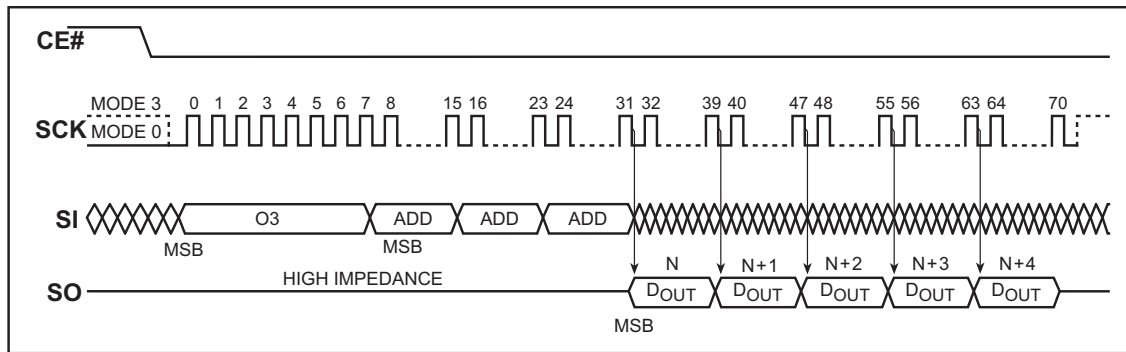 CE#
MODE 3 0 1 2 3 4 5 6 7 8 15 16 23 24 31 32 39 40 47 48 55 56 63 64 70
SCK MODE 0
SI O3 ADD ADD ADD
MSB MSB
HIGH IMPEDANCE N N+1 N+2 N+3 N+4
SO DOUT DOUT DOUT DOUT DOUT
MSB